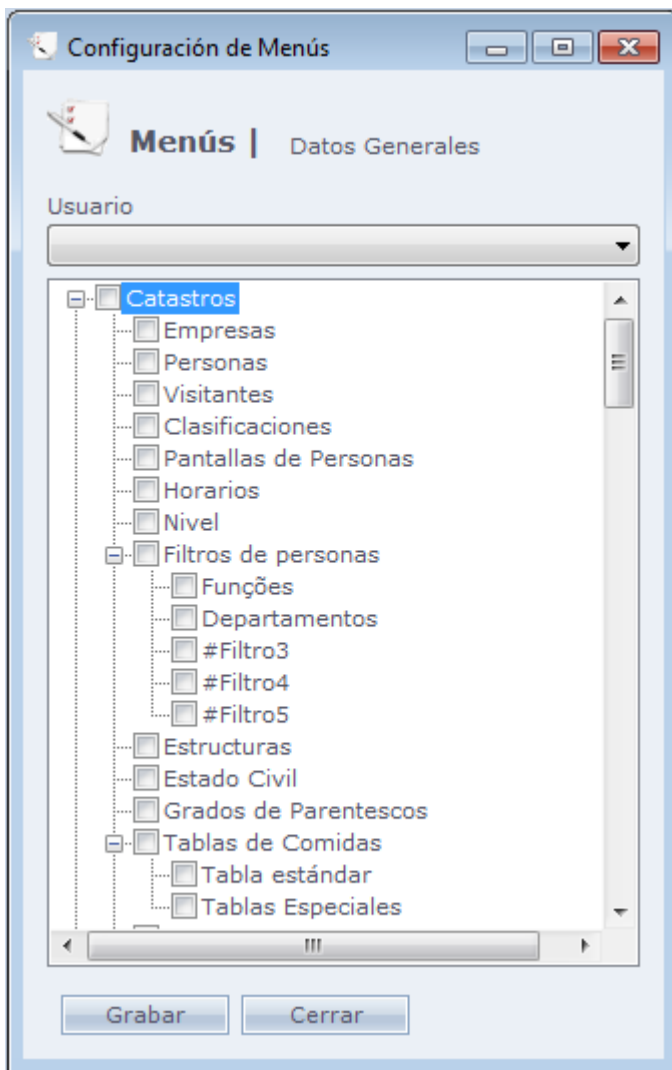 Configuración de Menús
Menús | Datos Generales
Usuario
Catastros
Empresas
Personas
Visitantes
Clasificaciones
Pantallas de Personas
Horarios
Nivel
Filtros de personas
Funções
Departamentos
#Filtro3
#Filtro4
#Filtro5
Estructuras
Estado Civil
Grados de Parentescos
Tablas de Comidas
Tabla estándar
Tablas Especiales
Grabar Cerrar